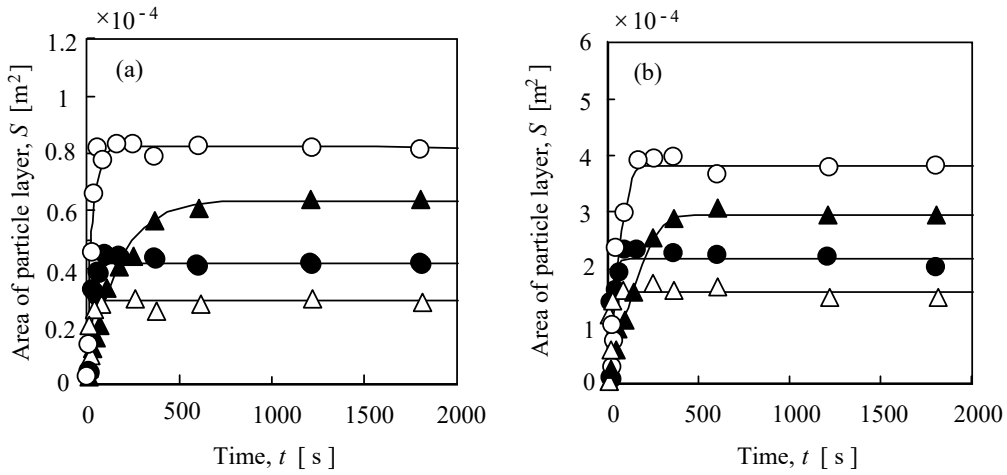 ×10⁻⁴
1.2
1
0.8
0.6
0.4
0.2
0
(a)
Area of particle layer, S [m²]
0 500 1000 1500 2000
Time, t [ s ]
×10⁻⁴
6
5
4
3
2
1
0
(b)
Area of particle layer, S [m²]
0 500 1000 1500 2000
Time, t [ s ]